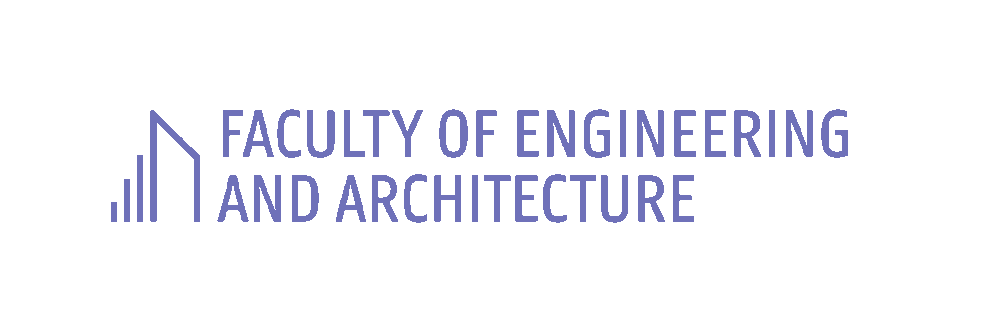 FACULTY OF ENGINEERING
AND ARCHITECTURE